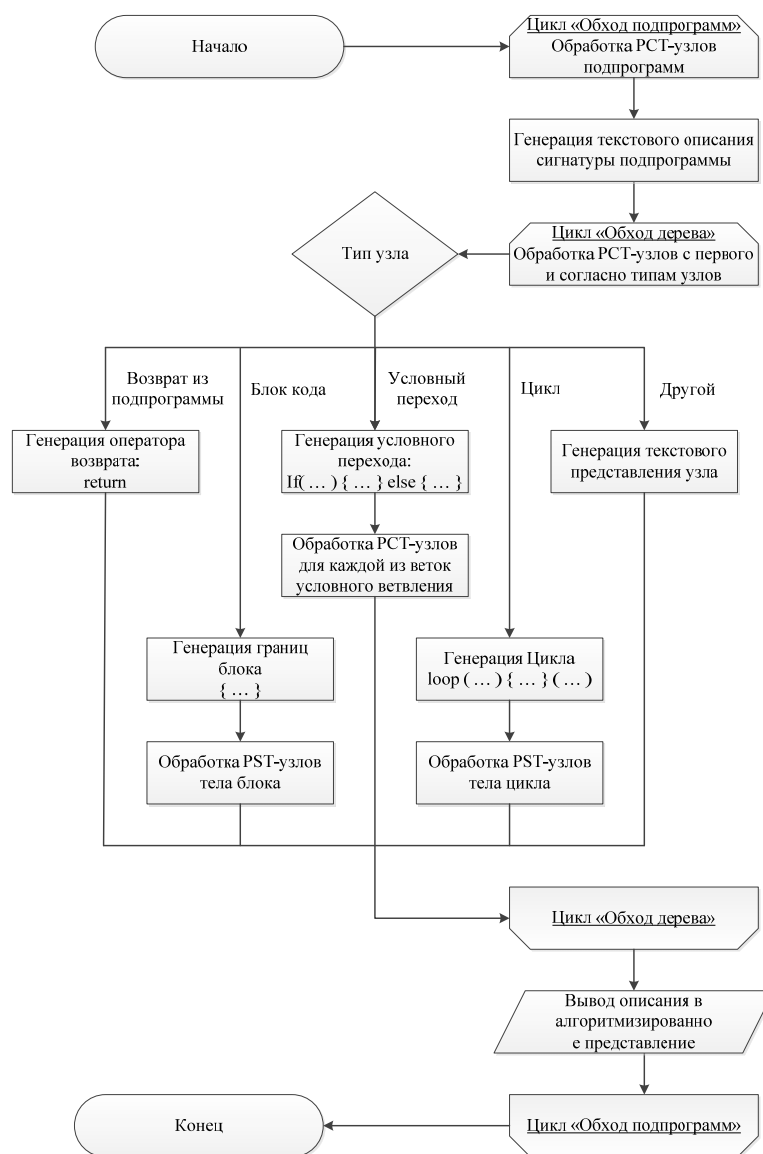 Начало
Цикл «Обход подпрограмм»
Обработка РСТ-узлов
подпрограмм
Генерация текстового описания
сигнатуры подпрограммы
Цикл «Обход дерева»
Обработка РСТ-узлов с первого
и согласно типам узлов
Тип узла
Возврат из
подпрограммы
Блок кода
Условный
переход
Цикл
Другой
Генерация оператора
возврата:
return
Генерация условного
перехода:
If( … ) { … } else { … }
Генерация текстового
представления узла
Обработка РСТ-узлов
для каждой из веток
условного ветвления
Генерация границ
блока
{ … }
Генерация Цикла
loop ( … ) { … } ( … )
Обработка PST-узлов
тела блока
Обработка PST-узлов
тела цикла
Цикл «Обход дерева»
Вывод описания в
алгоритмизированно
е представление
Конец
Цикл «Обход подпрограмм»